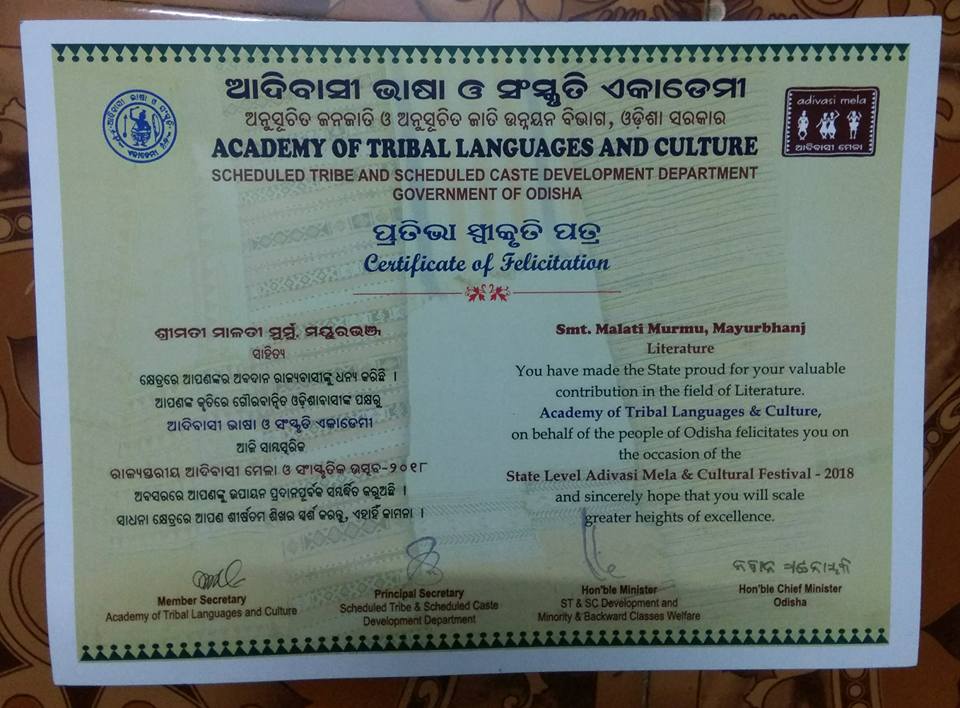 ଆଦିବାସୀ ଭାଷା ଓ ସଂସ୍କୃତି ଏକାଡେମୀ
ଅନୁସୂଚିତ ଜନଜାତି ଓ ଅନୁସୂଚିତ ଜାତି ଉନ୍ନୟନ ବିଭାଗ, ଓଡ଼ିଶା ସରକାର
ACADEMY OF TRIBAL LANGUAGES AND CULTURE
SCHEDULED TRIBE AND SCHEDULED CASTE DEVELOPMENT DEPARTMENT
GOVERNMENT OF ODISHA
adivasi mela
ଆଦିବାସୀ ମେଳା
ପ୍ରତିଭା ସ୍ୱୀକୃତି ପତ୍ର
Certificate of Felicitation
ଶ୍ରୀମତୀ ମାଳତୀ ମୁର୍ମୁ, ମୟୂରଭଞ୍ଜ
ସାହିତ୍ୟ
କ୍ଷେତ୍ରରେ ଆପଣଙ୍କର ଅବଦାନ ରାଜ୍ୟବାସୀଙ୍କୁ ଧନ୍ୟ କରିଛି ।
ଆପଣଙ୍କ କୃତିରେ ଗୌରବାନ୍ୱିତ ଓଡ଼ିଶାବାସୀଙ୍କ ପକ୍ଷରୁ
ଆଦିବାସୀ ଭାଷା ଓ ସଂସ୍କୃତି ଏକାଡେମୀ
ଆଜି ସାମ୍ବତ୍ସରିକ
ରାଜ୍ୟସ୍ତରୀୟ ଆଦିବାସୀ ମେଳା ଓ ସାଂସ୍କୃତିକ ଉତ୍ସବ-୨୦୧୮
ଅବସରରେ ଆପଣଙ୍କୁ ଉପାୟନ ପ୍ରଦାନପୂର୍ବକ ସମ୍ବର୍ଦ୍ଧିତ କରୁଅଛି ।
ସାଧନା କ୍ଷେତ୍ରରେ ଆପଣ ଶୀର୍ଷତମ ଶିଖର ସ୍ପର୍ଶ କରନ୍ତୁ, ଏହାହିଁ କାମନା ।
Smt. Malati Murmu, Mayurbhanj
Literature
You have made the State proud for your valuable
contribution in the field of Literature.
Academy of Tribal Languages & Culture,
on behalf of the people of Odisha felicitates you on
the occasion of the
State Level Adivasi Mela & Cultural Festival - 2018
and sincerely hope that you will scale
greater heights of excellence.
Member Secretary
Academy of Tribal Languages and Culture
Principal Secretary
Scheduled Tribe & Scheduled Caste
Development Department
Hon'ble Minister
ST & SC Development and
Minority & Backward Classes Welfare
ନବୀନ ପଟ୍ଟନାୟକ
Hon'ble Chief Minister
Odisha